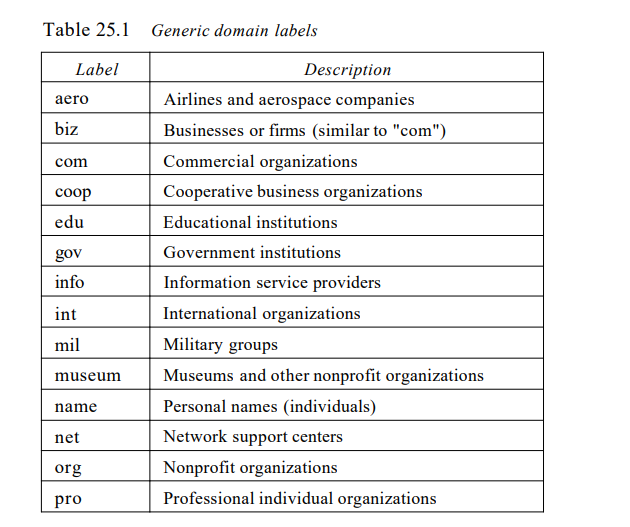 Table 25.1 Generic domain labels
Label Description
aero Airlines and aerospace companies
biz Businesses or firms (similar to "com")
com Commercial organizations
coop Cooperative business organizations
edu Educational institutions
gov Government institutions
info Information service providers
int International organizations
mil Military groups
museum Museums and other nonprofit organizations
name Personal names (individuals)
net Network support centers
org Nonprofit organizations
pro Professional individual organizations